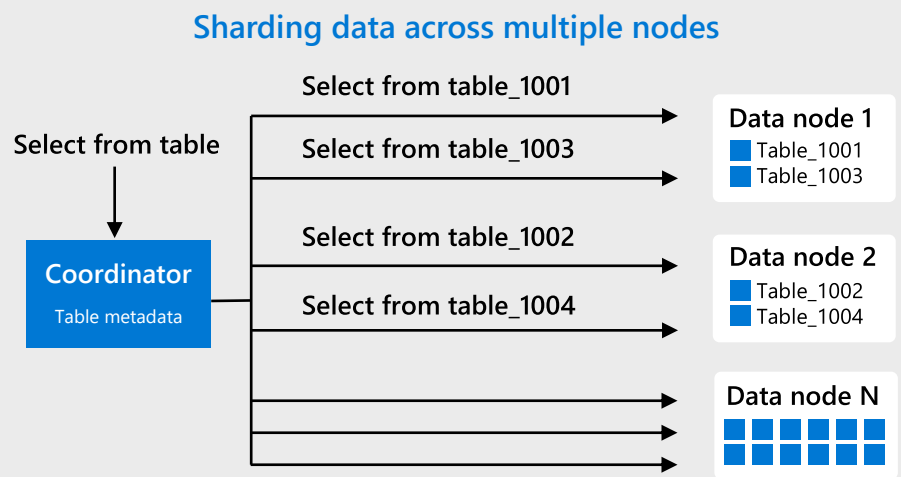 Sharding data across multiple nodes
Select from table
Coordinator
Table metadata
Select from table_1001
Select from table_1003
Select from table_1002
Select from table_1004
Data node 1
Table_1001
Table_1003
Data node 2
Table_1002
Table_1004
Data node N